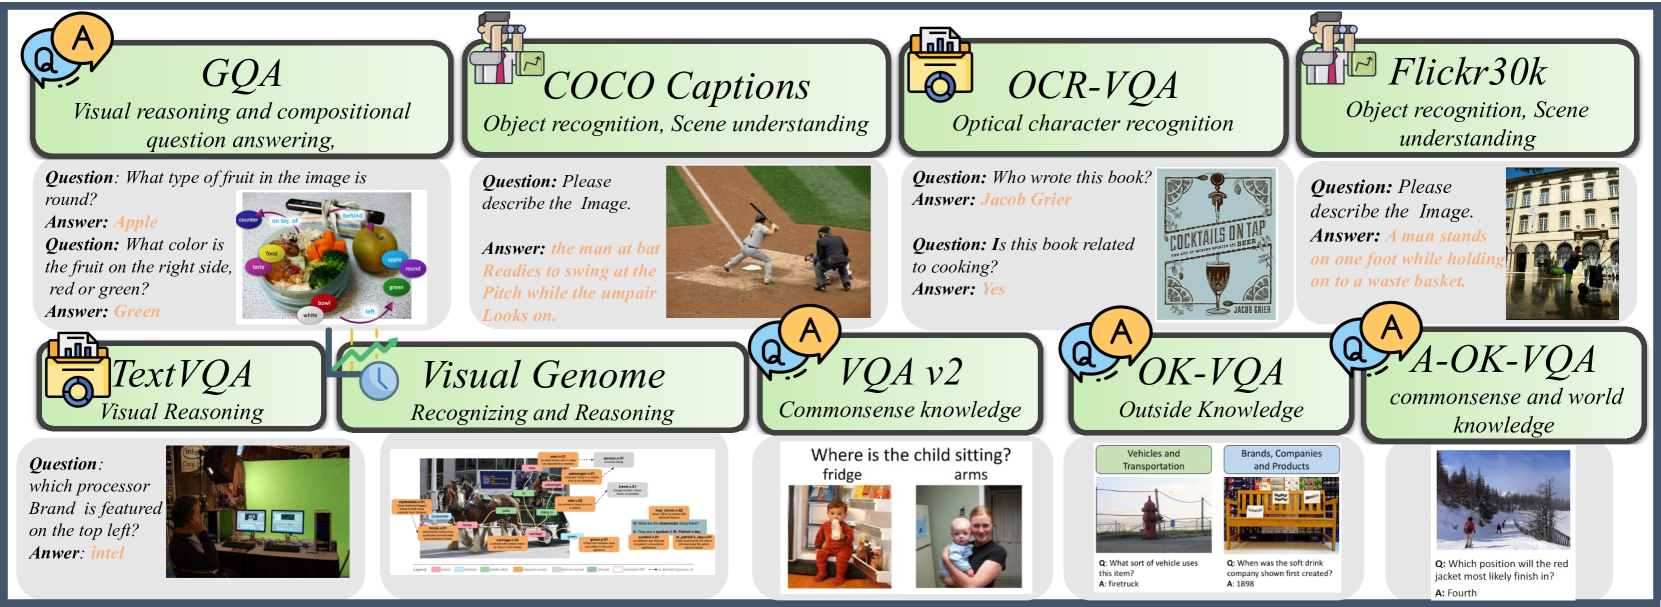 Q A
GQA
Visual reasoning and compositional
question answering,
Question: What type of fruit in the image is
round?
Answer: Apple
Question: What color is
the fruit on the right side,
red or green?
Answer: Green
counter
on top of
behind
food
tasty
apple
round
green
bowl
white
left
COCO Captions
Object recognition, Scene understanding
Question: Please
describe the Image.
Answer: the man at bat
Readies to swing at the
Pitch while the umpair
Looks on.
OCR-VQA
Optical character recognition
Question: Who wrote this book?
Answer: Jacob Grier
Question: Is this book related
to cooking?
Answer: Yes
COCKTAILS ON TAP
THE ART OF MIXING SPIRITS AND BEER
JACOB GRIER
Flickr30k
Object recognition, Scene
understanding
Question: Please
describe the Image.
Answer: A man stands
on one foot while holding
on to a waste basket.
TextVQA
Visual Reasoning
Question:
which processor
Brand is featured
on the top left?
Anwer: intel
intel
Visual Genome
Recognizing and Reasoning
Legend:
Q A
VQA v2
Commonsense knowledge
Where is the child sitting?
fridge
arms
Q A
OK-VQA
Outside Knowledge
Vehicles and
Transportation
Q: What sort of vehicle uses
this item?
A: firetruck
Brands, Companies
and Products
Q: When was the soft drink
company shown first created?
A: 1898
Q A
A-OK-VQA
commonsense and world
knowledge
Q: Which position will the red
jacket most likely finish in?
A: Fourth